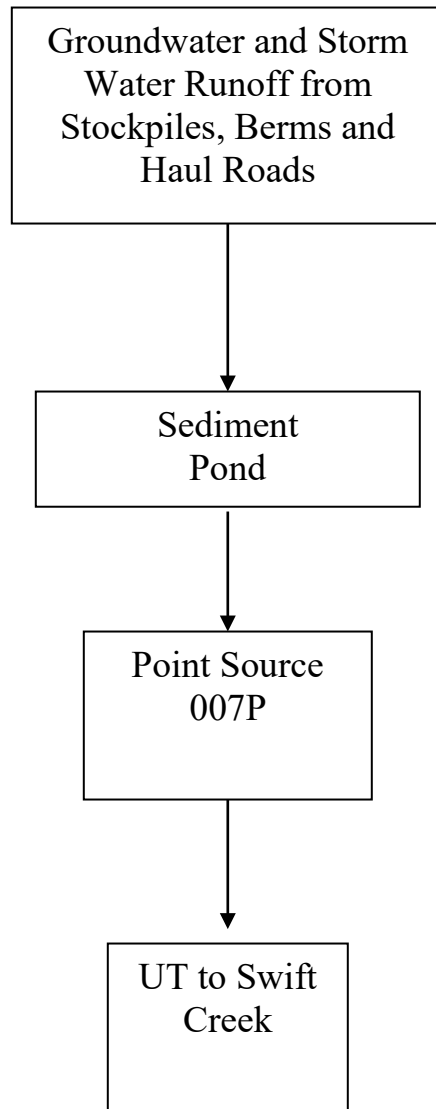 Groundwater and Storm
Water Runoff from
Stockpiles, Berms and
Haul Roads
Sediment
Pond
Point Source
007P
UT to Swift
Creek